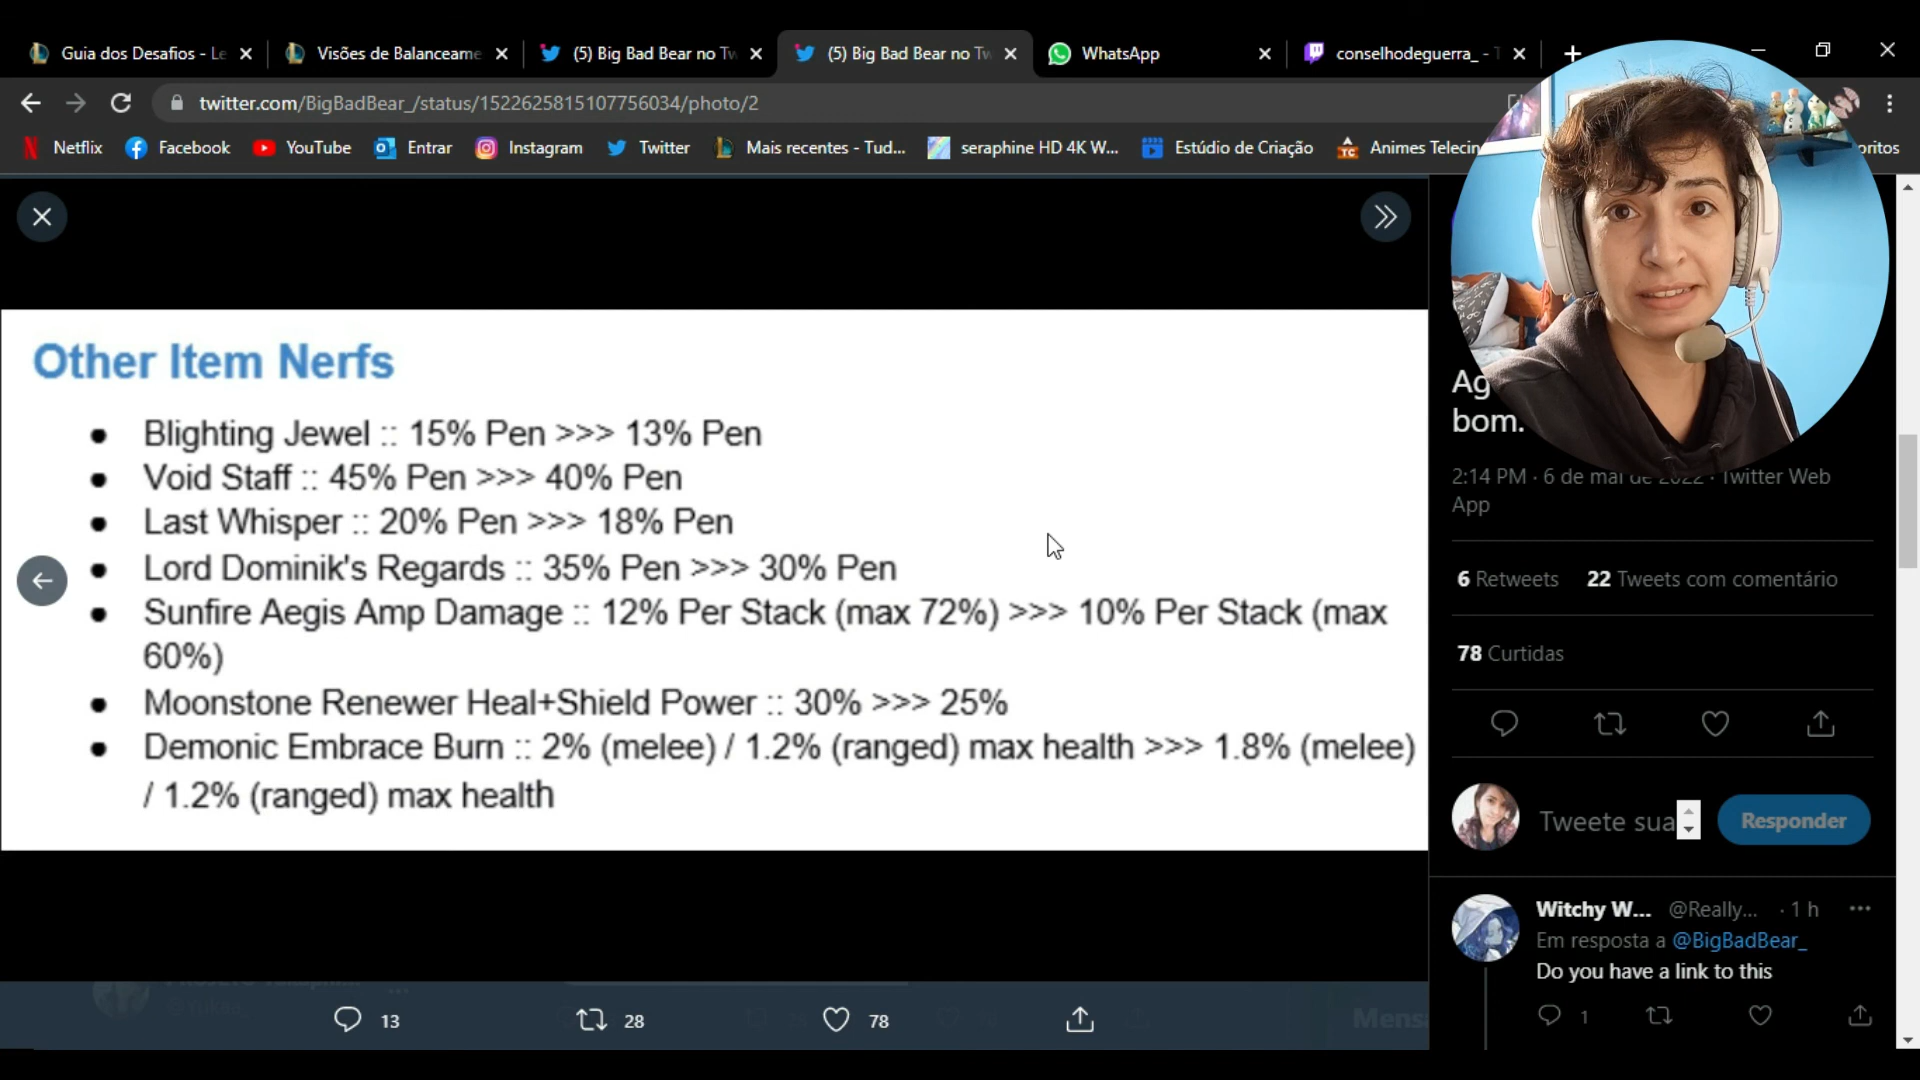 Guia dos Desafios - Le
Visões de Balanceame
(5) Big Bad Bear no Tw
(5) Big Bad Bear no Tw
WhatsApp
conselhodeguerra_ - T
twitter.com/BigBadBear_/status/1522625815107756034/photo/2
Netflix
Facebook
YouTube
Entrar
Instagram
Twitter
Mais recentes - Tud...
seraphine HD 4K W...
Estúdio de Criação
Animes Telecin
oritos
Other Item Nerfs
• Blighting Jewel :: 15% Pen >>> 13% Pen
• Void Staff :: 45% Pen >>> 40% Pen
• Last Whisper :: 20% Pen >>> 18% Pen
• Lord Dominik's Regards :: 35% Pen >>> 30% Pen
• Sunfire Aegis Amp Damage :: 12% Per Stack (max 72%) >>> 10% Per Stack (max
60%)
• Moonstone Renewer Heal+Shield Power :: 30% >>> 25%
• Demonic Embrace Burn :: 2% (melee) / 1.2% (ranged) max health >>> 1.8% (melee)
/ 1.2% (ranged) max health
13
28
78
Ag
bom.
2:14 PM · 6 de mai de 2022 · Twitter Web
App
6 Retweets 22 Tweets com comentário
78 Curtidas
Tweete sua
Responder
Witchy W... @Really... · 1 h
Em resposta a @BigBadBear_
Do you have a link to this
1